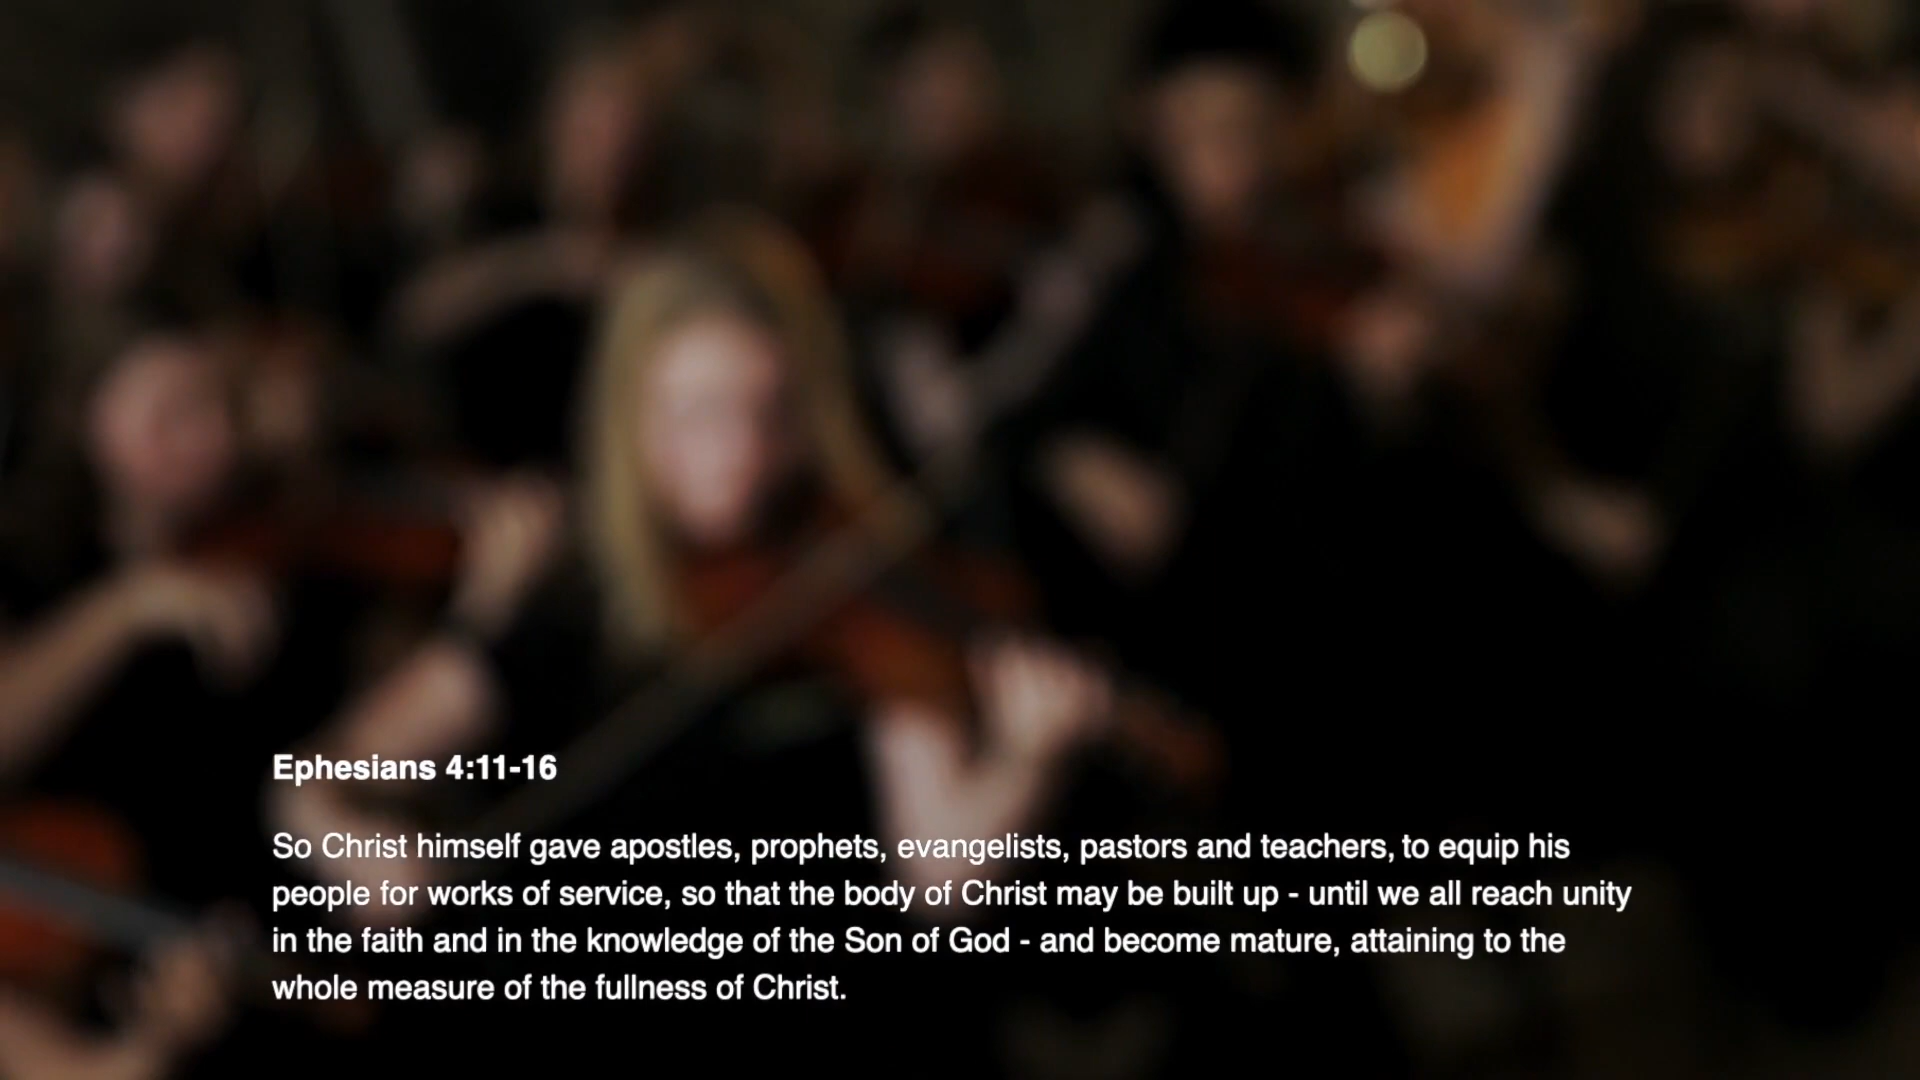 Ephesians 4:11-16
So Christ himself gave apostles, prophets, evangelists, pastors and teachers, to equip his
people for works of service, so that the body of Christ may be built up - until we all reach unity
in the faith and in the knowledge of the Son of God - and become mature, attaining to the
whole measure of the fullness of Christ.